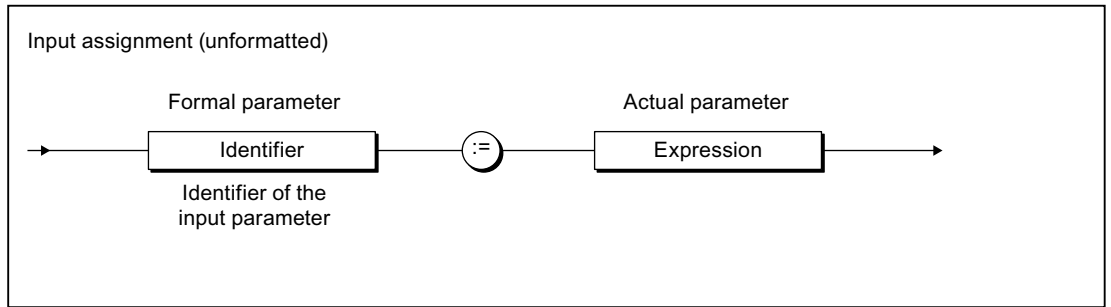 Input assignment (unformatted)
Formal parameter
Actual parameter
Identifier
:=
Expression
Identifier of the
input parameter